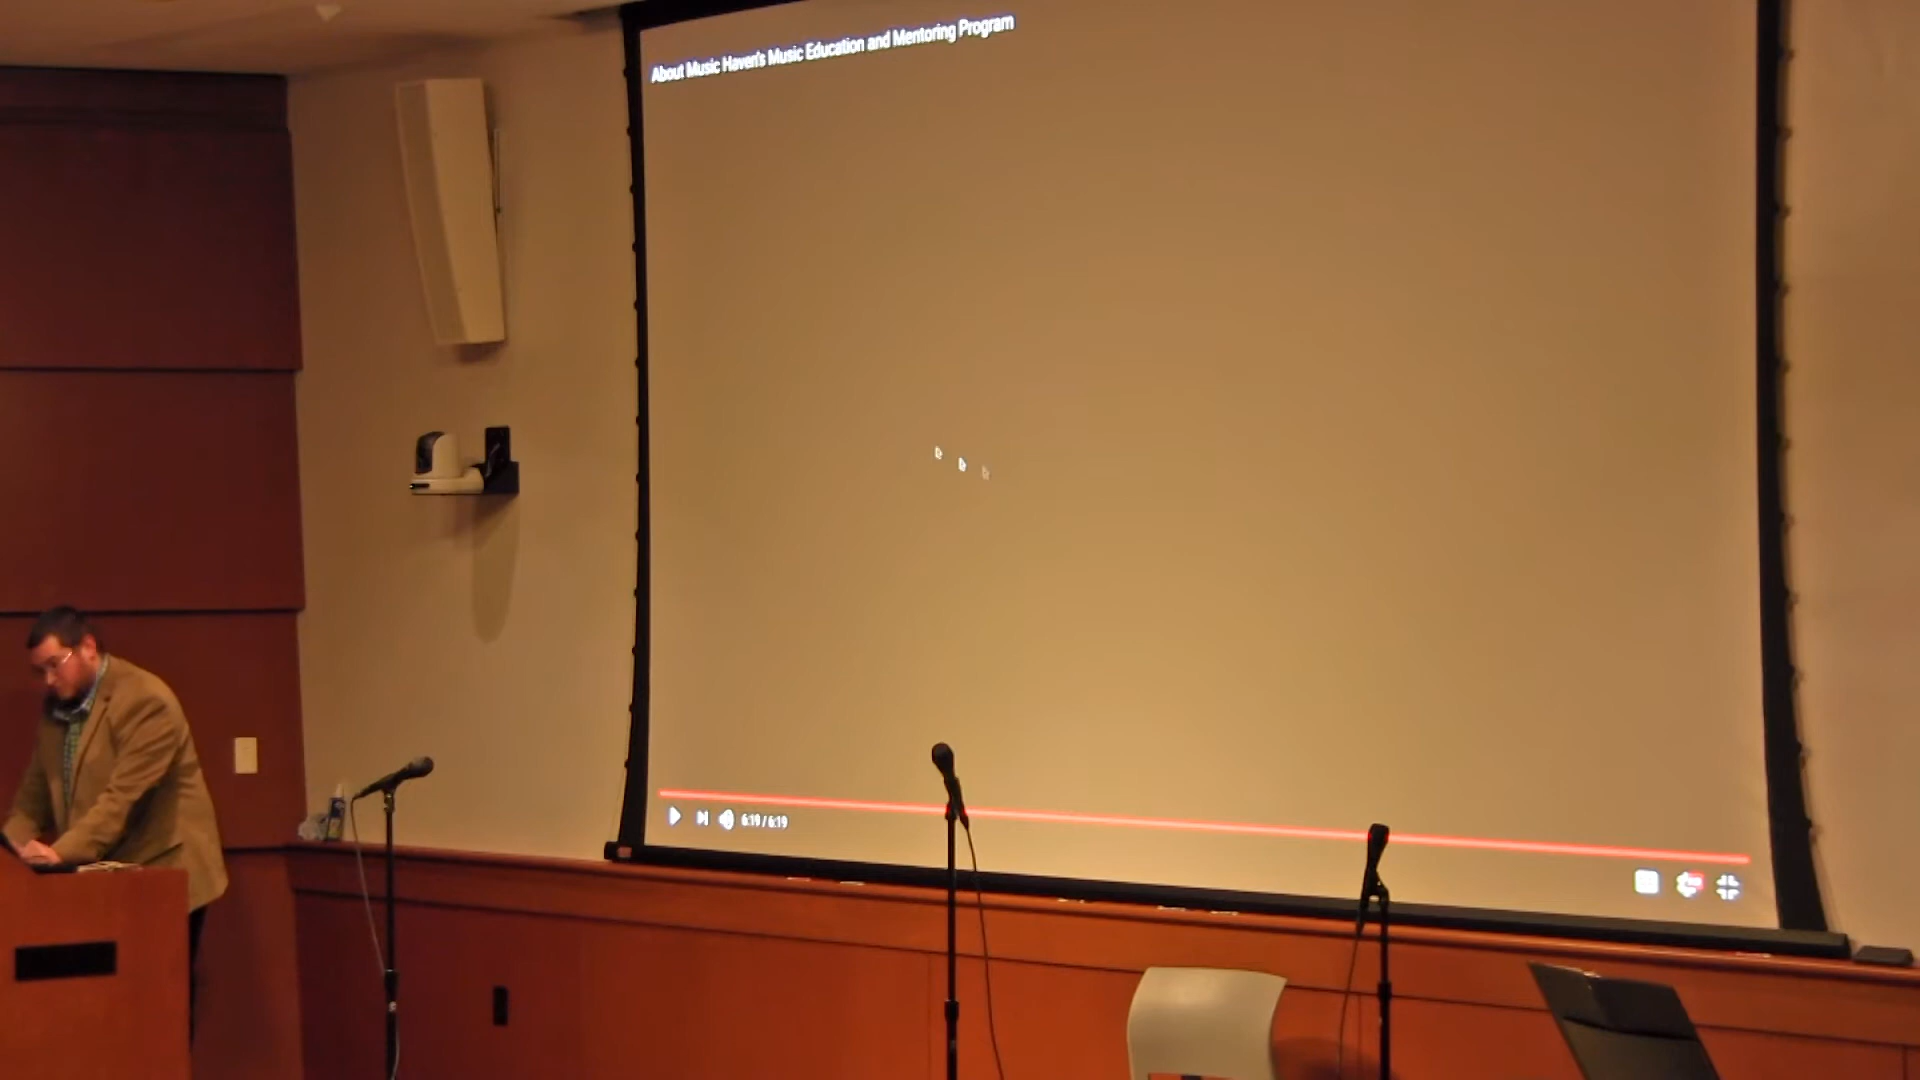 About Music Haven's Music Education and Mentoring Program
6:19 / 6:19